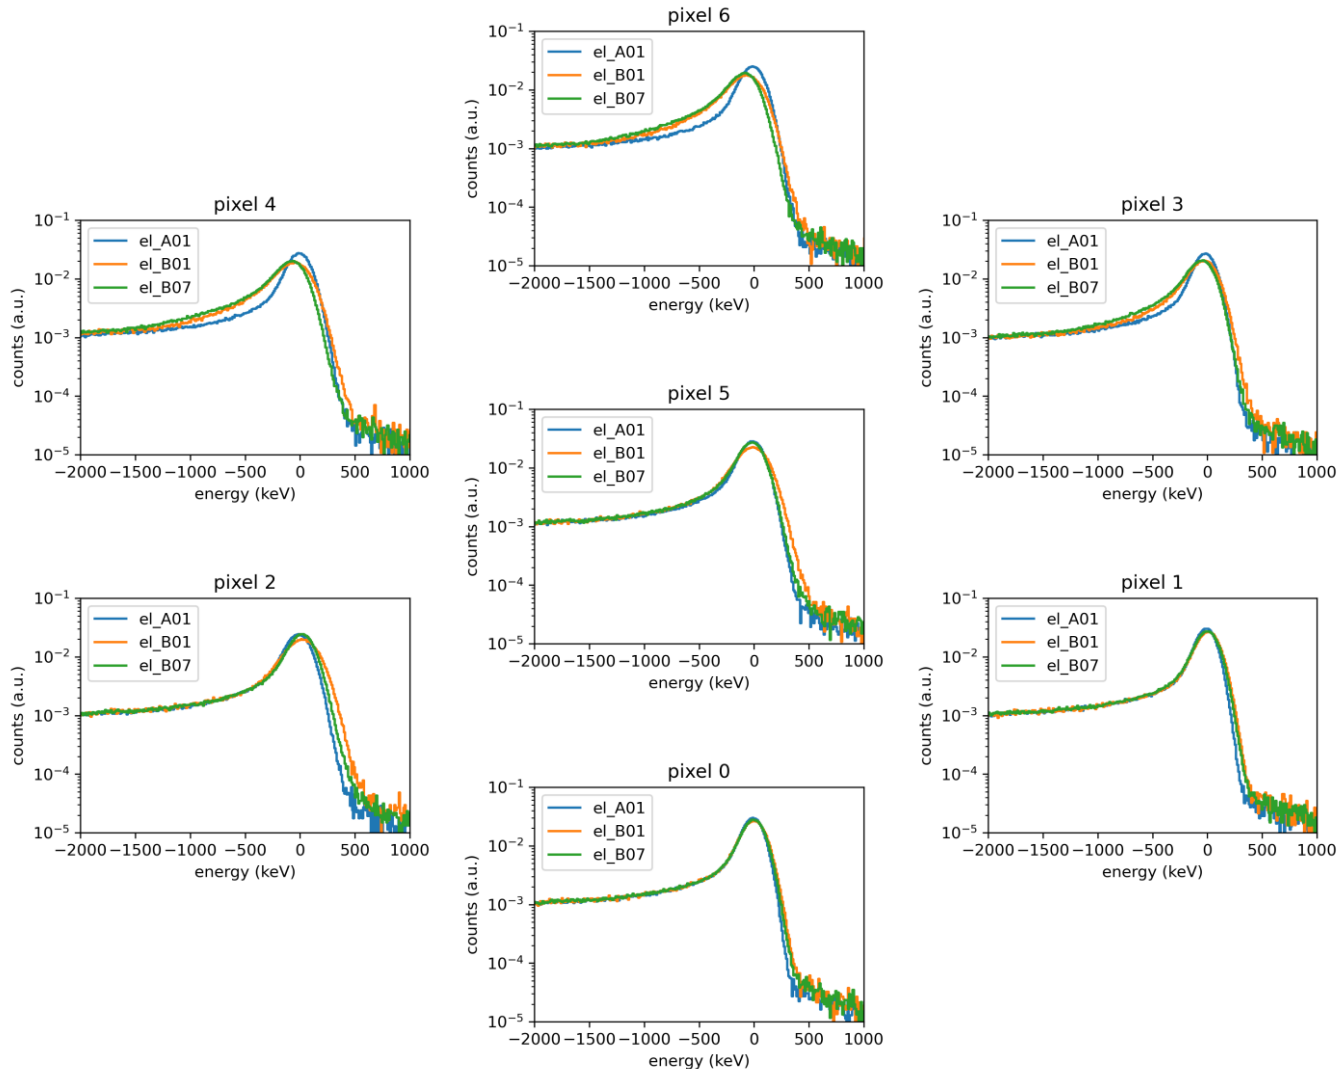 pixel 6
10⁻¹
10⁻²
10⁻³
10⁻⁴
10⁻⁵
counts (a.u.)
el_A01
el_B01
el_B07
−2000 −1500 −1000 −500 0 500 1000
energy (keV)
pixel 4
10⁻¹
10⁻²
10⁻³
10⁻⁴
10⁻⁵
counts (a.u.)
el_A01
el_B01
el_B07
−2000 −1500 −1000 −500 0 500 1000
energy (keV)
pixel 3
10⁻¹
10⁻²
10⁻³
10⁻⁴
10⁻⁵
counts (a.u.)
el_A01
el_B01
el_B07
−2000 −1500 −1000 −500 0 500 1000
energy (keV)
pixel 5
10⁻¹
10⁻²
10⁻³
10⁻⁴
10⁻⁵
counts (a.u.)
el_A01
el_B01
el_B07
−2000 −1500 −1000 −500 0 500 1000
energy (keV)
pixel 2
10⁻¹
10⁻²
10⁻³
10⁻⁴
10⁻⁵
counts (a.u.)
el_A01
el_B01
el_B07
−2000 −1500 −1000 −500 0 500 1000
energy (keV)
pixel 1
10⁻¹
10⁻²
10⁻³
10⁻⁴
10⁻⁵
counts (a.u.)
el_A01
el_B01
el_B07
−2000 −1500 −1000 −500 0 500 1000
energy (keV)
pixel 0
10⁻¹
10⁻²
10⁻³
10⁻⁴
10⁻⁵
counts (a.u.)
el_A01
el_B01
el_B07
−2000 −1500 −1000 −500 0 500 1000
energy (keV)